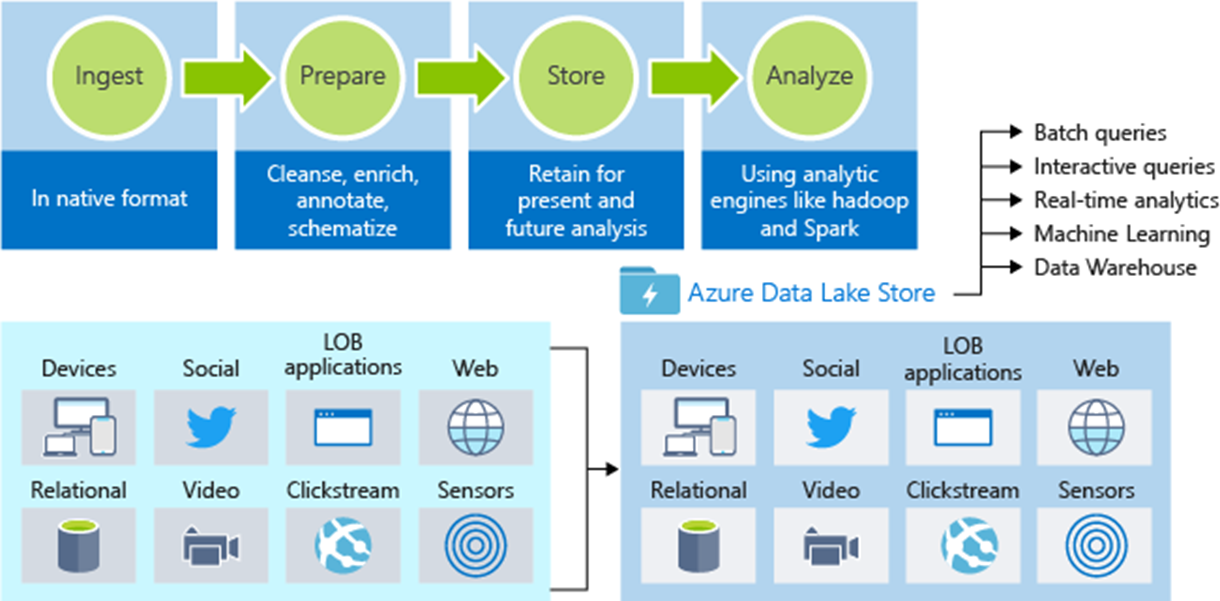 Ingest
Prepare
Store
Analyze
In native format
Cleanse, enrich,
annotate,
schematize
Retain for
present and
future analysis
Using analytic
engines like hadoop
and Spark
Batch queries
Interactive queries
Real-time analytics
Machine Learning
Data Warehouse
Azure Data Lake Store
Devices
Social
LOB
applications
Web
Relational
Video
Clickstream
Sensors
Devices
Social
LOB
applications
Web
Relational
Video
Clickstream
Sensors